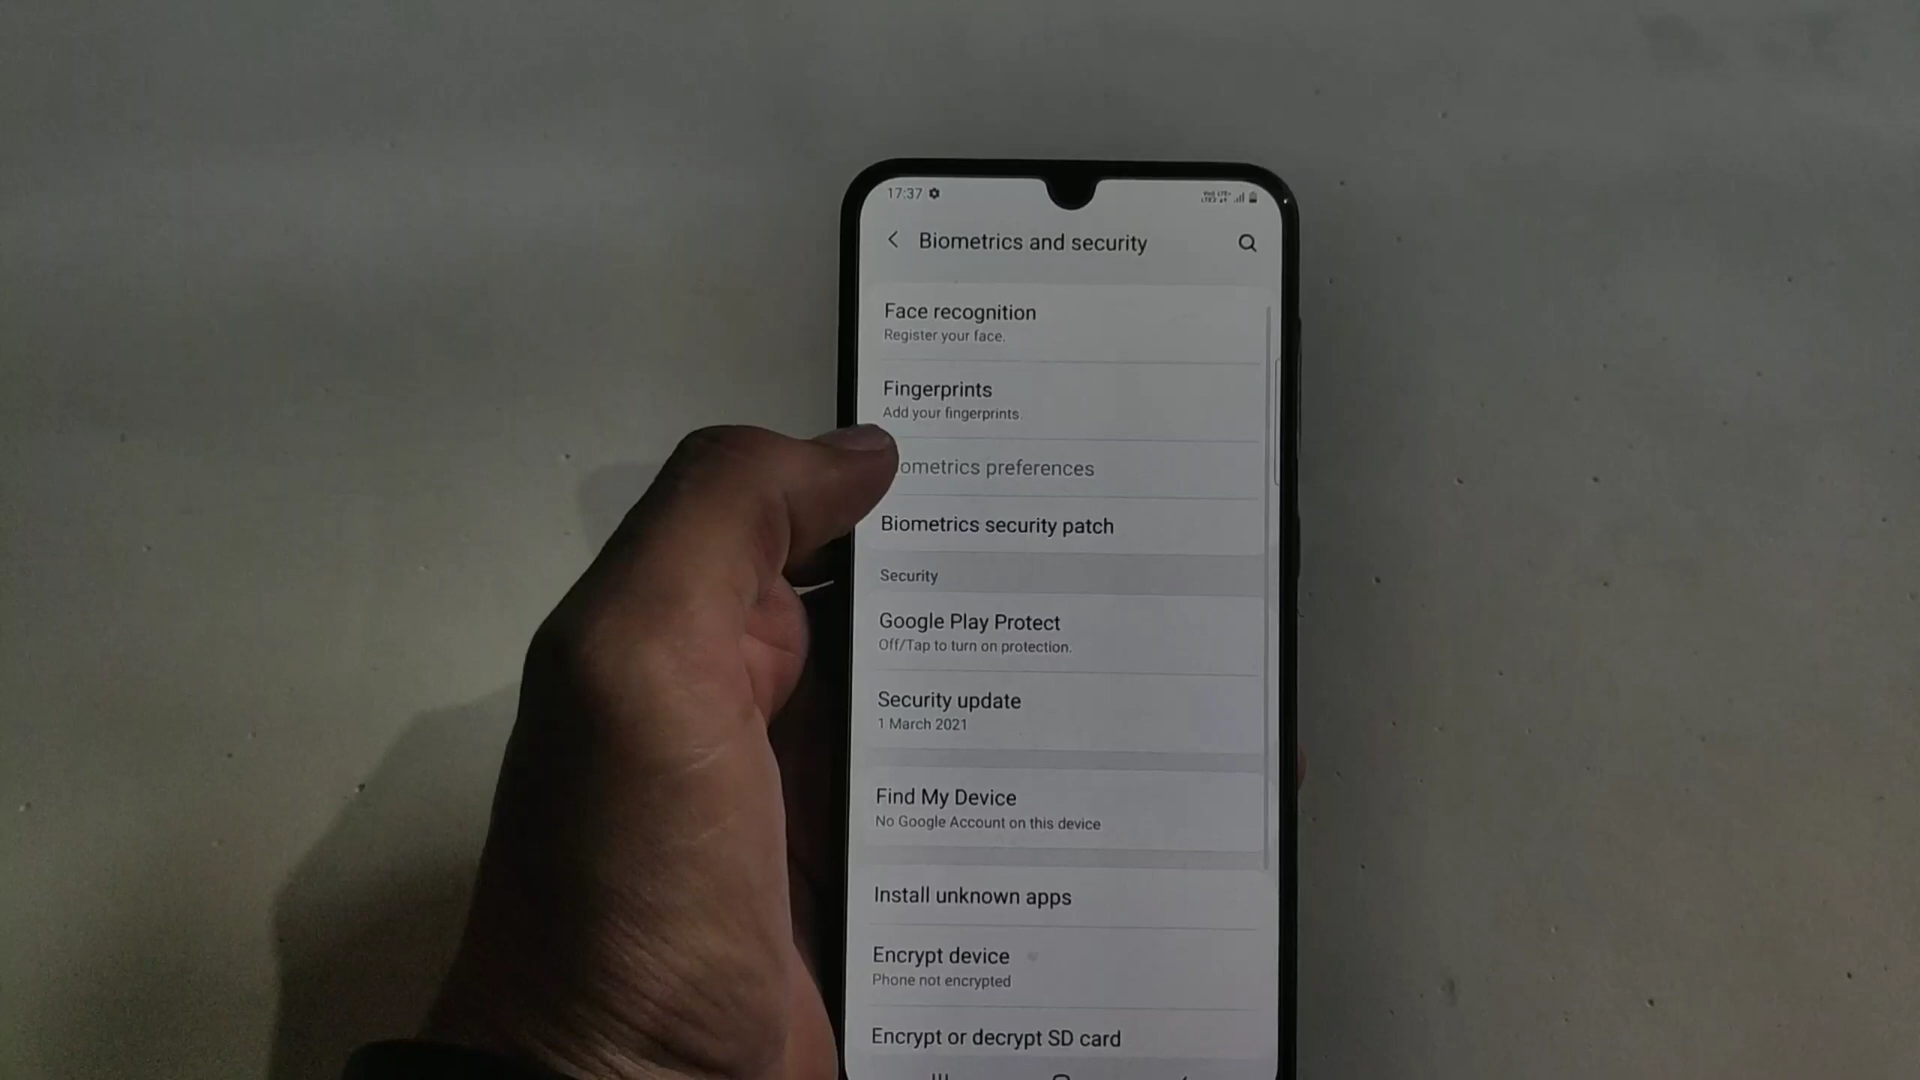 17:37
Biometrics and security
Face recognition
Register your face.
Fingerprints
Add your fingerprints.
ometrics preferences
Biometrics security patch
Security
Google Play Protect
Off/Tap to turn on protection.
Security update
1 March 2021
Find My Device
No Google Account on this device
Install unknown apps
Encrypt device
Phone not encrypted
Encrypt or decrypt SD card